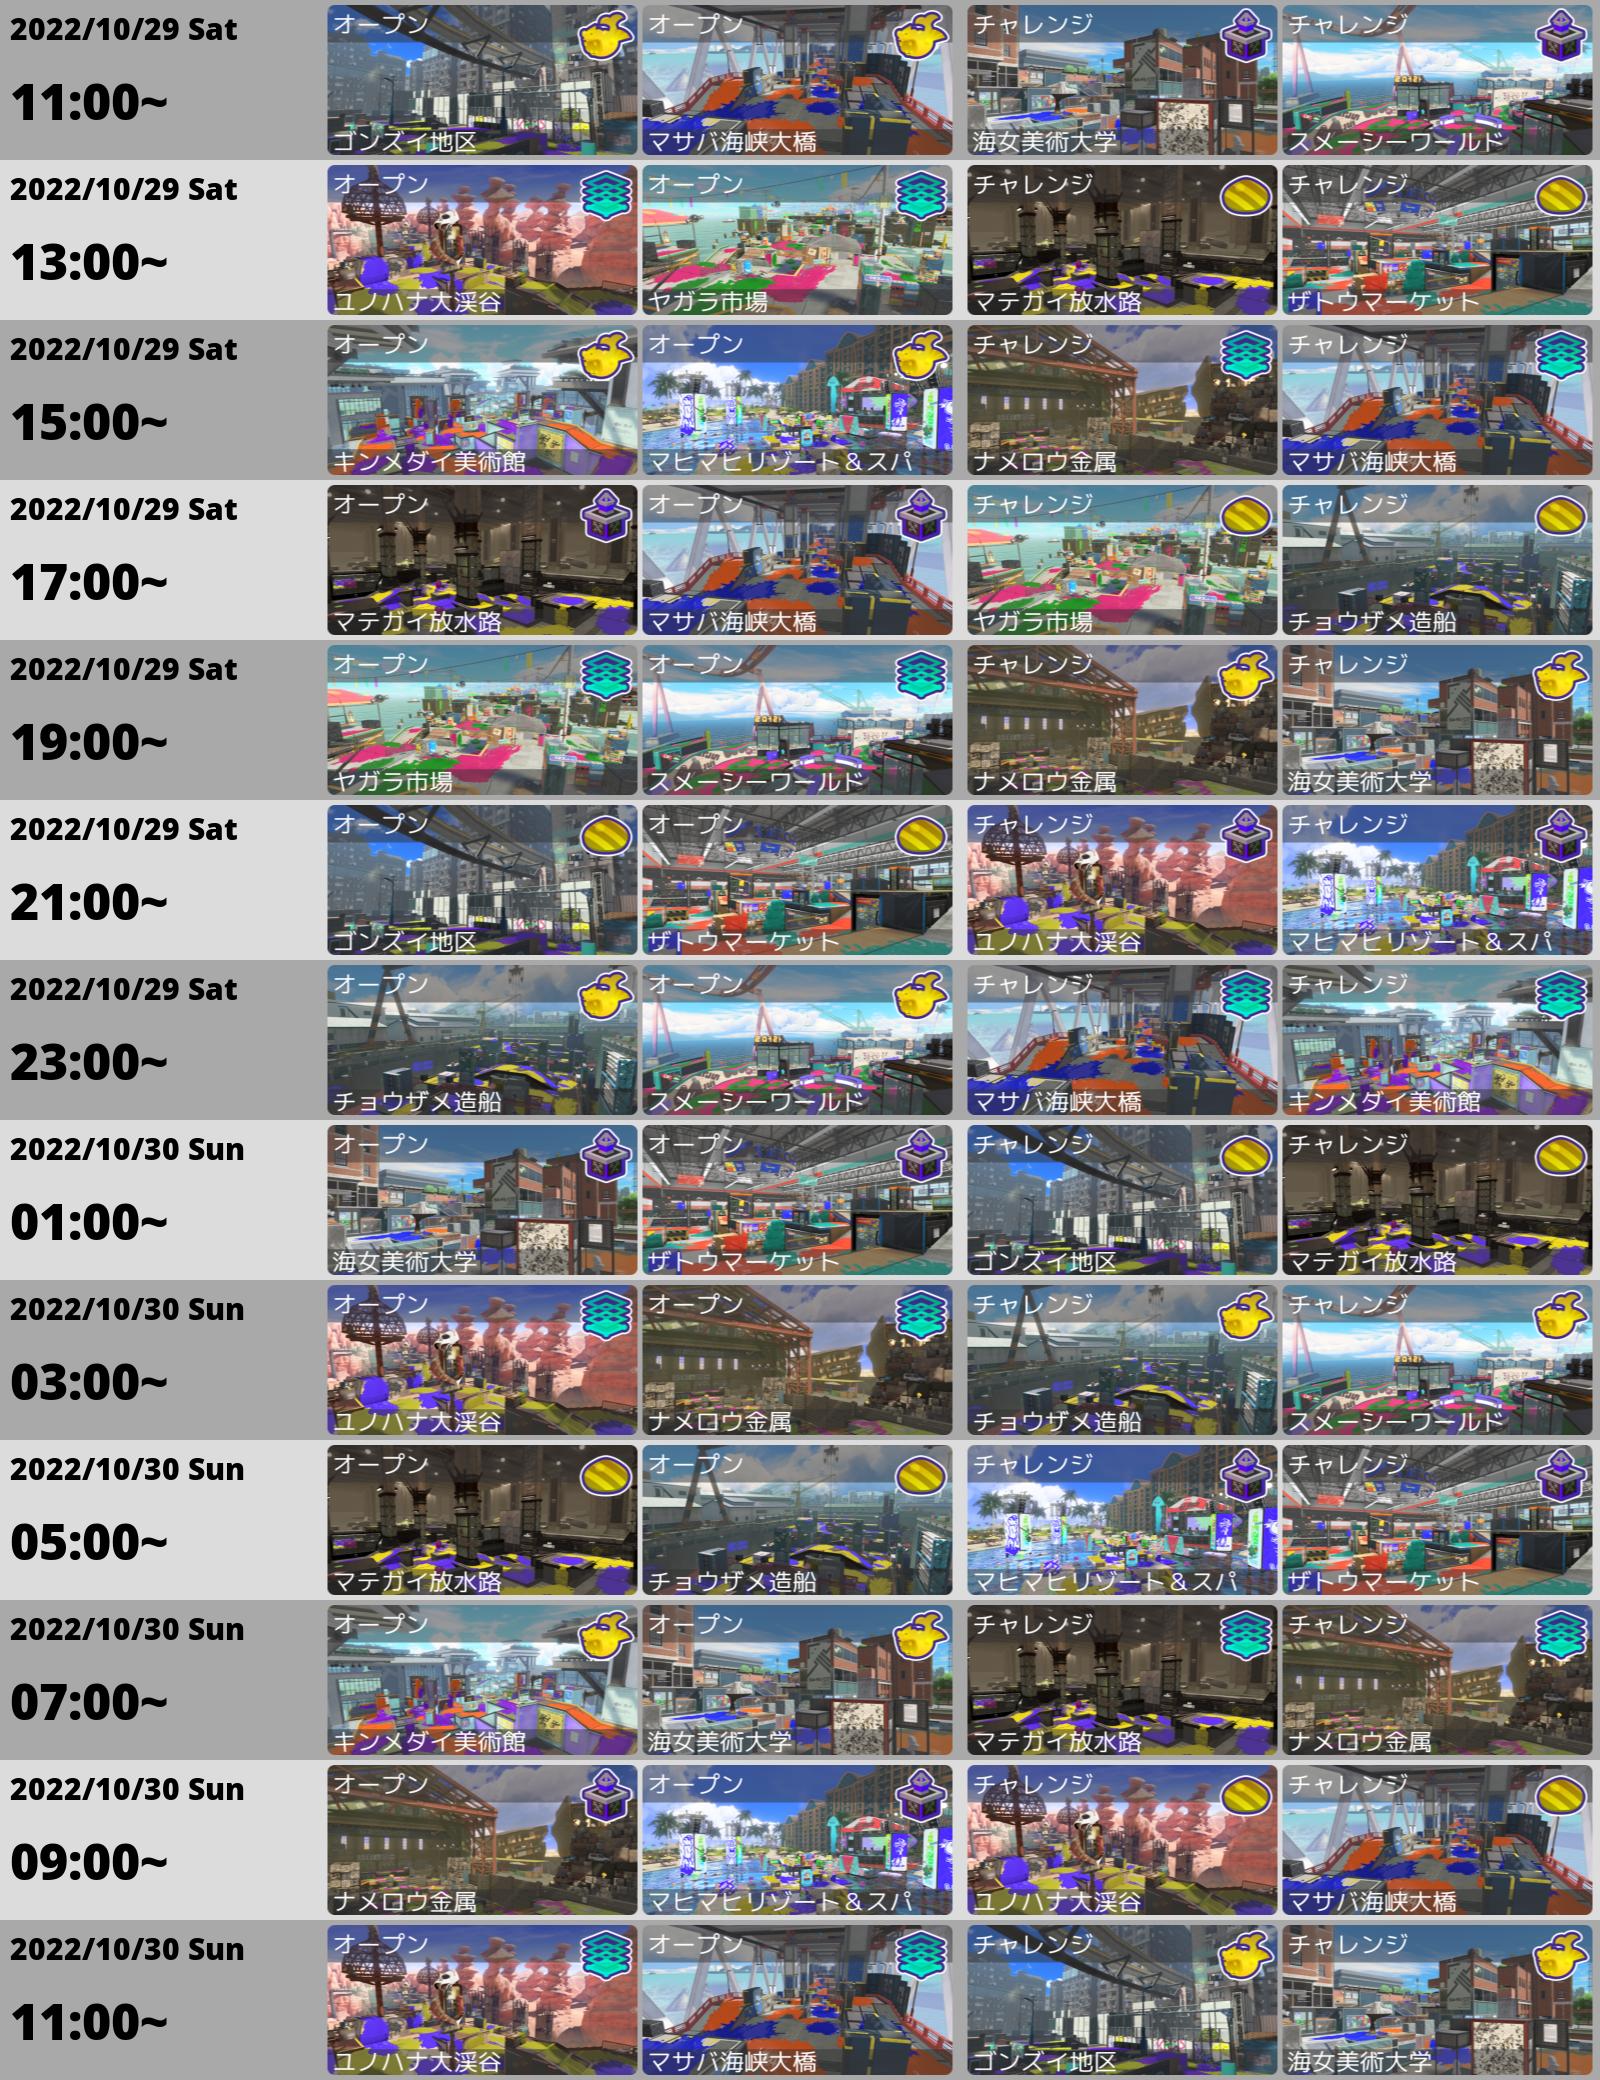 2022/10/29 Sat
11:00~
オープン
ゴンズイ地区
オープン
マサバ海峡大橋
チャレンジ
海女美術大学
チャレンジ
スメーシーワールド
2022/10/29 Sat
13:00~
オープン
ユノハナ大渓谷
オープン
ヤガラ市場
チャレンジ
マテガイ放水路
チャレンジ
ザトウマーケット
2022/10/29 Sat
15:00~
オープン
キンメダイ美術館
オープン
マヒマヒリゾート＆スパ
チャレンジ
ナメロウ金属
チャレンジ
マサバ海峡大橋
2022/10/29 Sat
17:00~
オープン
マテガイ放水路
オープン
マサバ海峡大橋
チャレンジ
ヤガラ市場
チャレンジ
チョウザメ造船
2022/10/29 Sat
19:00~
オープン
ヤガラ市場
オープン
スメーシーワールド
チャレンジ
ナメロウ金属
チャレンジ
海女美術大学
2022/10/29 Sat
21:00~
オープン
ゴンズイ地区
オープン
ザトウマーケット
チャレンジ
ユノハナ大渓谷
チャレンジ
マヒマヒリゾート＆スパ
2022/10/29 Sat
23:00~
オープン
チョウザメ造船
オープン
スメーシーワールド
チャレンジ
マサバ海峡大橋
チャレンジ
キンメダイ美術館
2022/10/30 Sun
01:00~
オープン
海女美術大学
オープン
ザトウマーケット
チャレンジ
ゴンズイ地区
チャレンジ
マテガイ放水路
2022/10/30 Sun
03:00~
オープン
ユノハナ大渓谷
オープン
ナメロウ金属
チャレンジ
チョウザメ造船
チャレンジ
スメーシーワールド
2022/10/30 Sun
05:00~
オープン
マテガイ放水路
オープン
チョウザメ造船
チャレンジ
マヒマヒリゾート＆スパ
チャレンジ
ザトウマーケット
2022/10/30 Sun
07:00~
オープン
キンメダイ美術館
オープン
海女美術大学
チャレンジ
マテガイ放水路
チャレンジ
ナメロウ金属
2022/10/30 Sun
09:00~
オープン
ナメロウ金属
オープン
マヒマヒリゾート＆スパ
チャレンジ
ユノハナ大渓谷
チャレンジ
マサバ海峡大橋
2022/10/30 Sun
11:00~
オープン
ユノハナ大渓谷
オープン
マサバ海峡大橋
チャレンジ
ゴンズイ地区
チャレンジ
海女美術大学